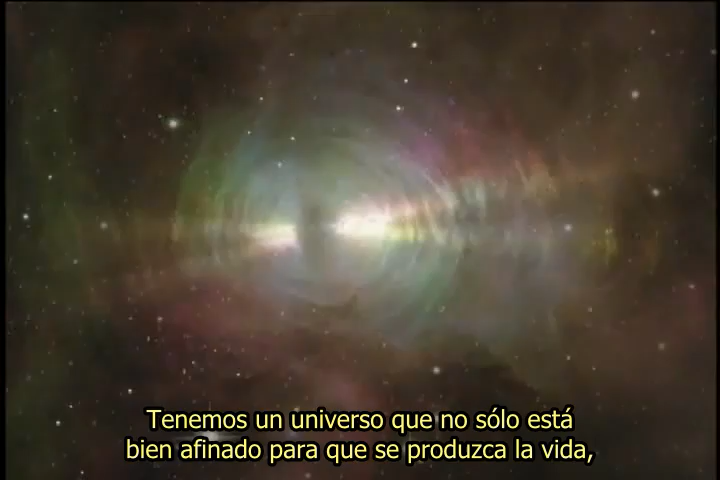 Tenemos un universo que no sólo está
bien afinado para que se produzca la vida,